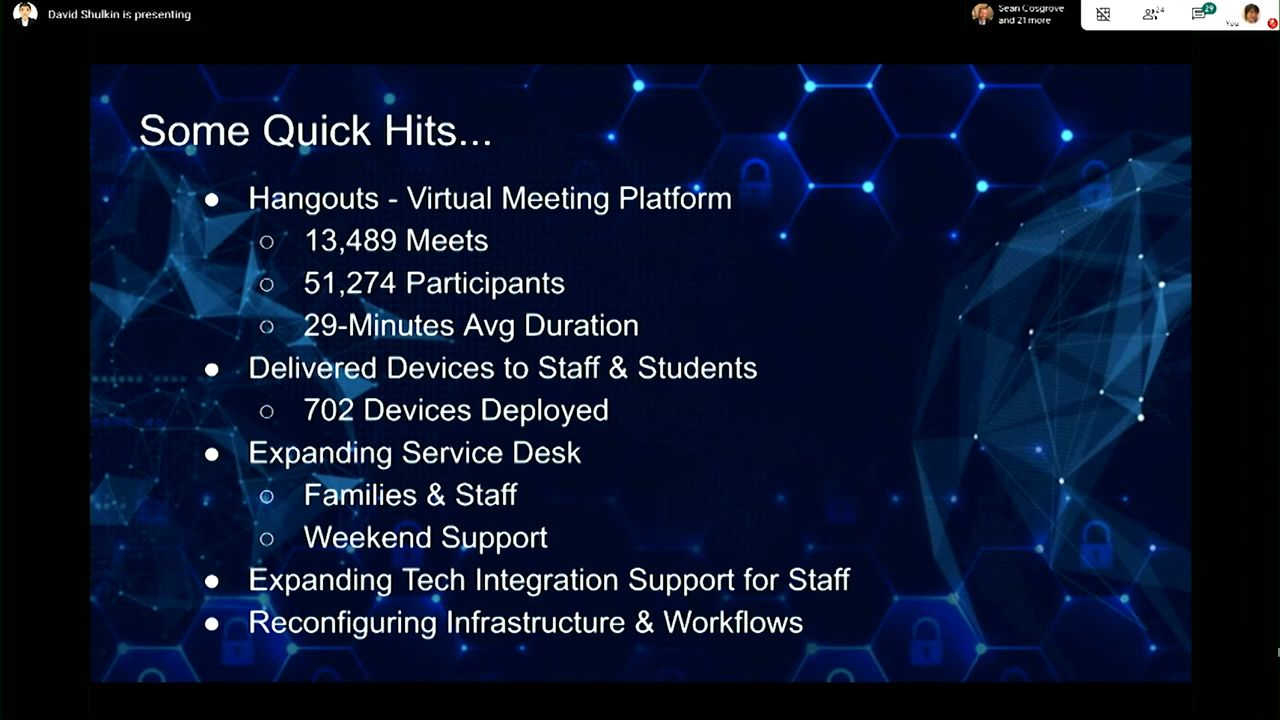 David Shulkin is presenting
Sean Cosgrove
and 21 more
24
29
You
Some Quick Hits...
● Hangouts - Virtual Meeting Platform
○ 13,489 Meets
○ 51,274 Participants
○ 29-Minutes Avg Duration
● Delivered Devices to Staff & Students
○ 702 Devices Deployed
● Expanding Service Desk
○ Families & Staff
○ Weekend Support
● Expanding Tech Integration Support for Staff
● Reconfiguring Infrastructure & Workflows